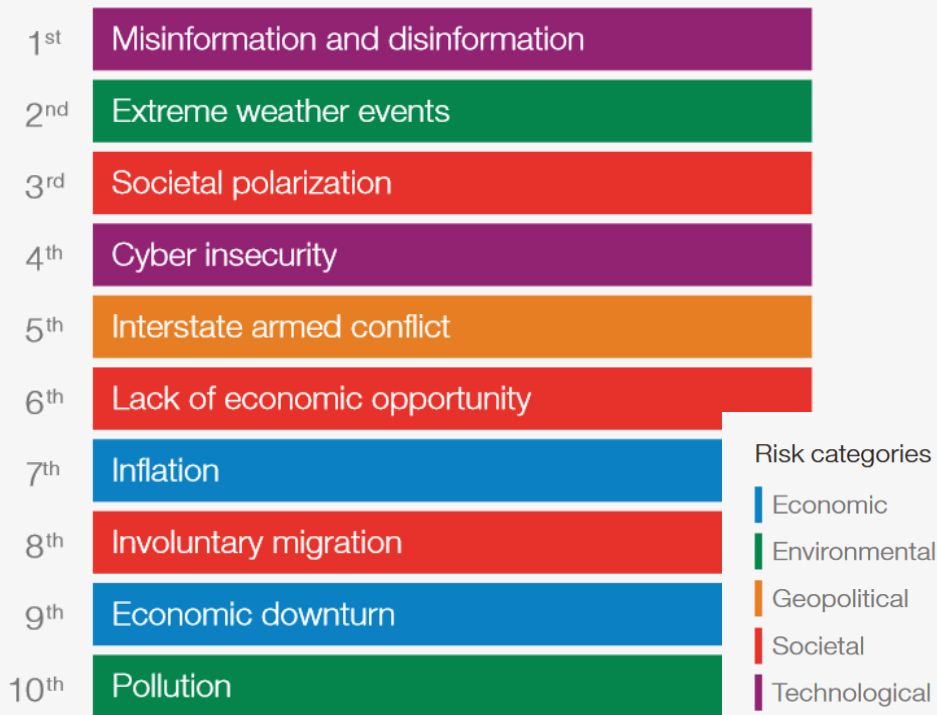 1st Misinformation and disinformation
2nd Extreme weather events
3rd Societal polarization
4th Cyber insecurity
5th Interstate armed conflict
6th Lack of economic opportunity
7th Inflation
8th Involuntary migration
9th Economic downturn
10th Pollution
Risk categories
Economic
Environmental
Geopolitical
Societal
Technological